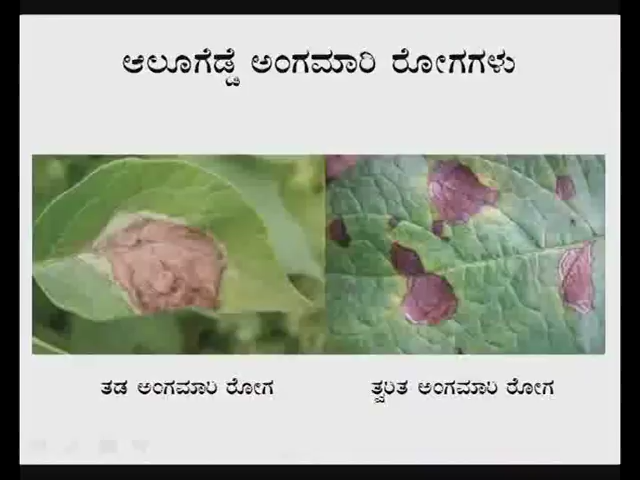 ಆಲೂಗೆಡ್ಡೆ ಅಂಗಮಾರಿ ರೋಗಗಳು
ತಡ ಅಂಗಮಾರಿ ರೋಗ
ತ್ವರಿತ ಅಂಗಮಾರಿ ರೋಗ